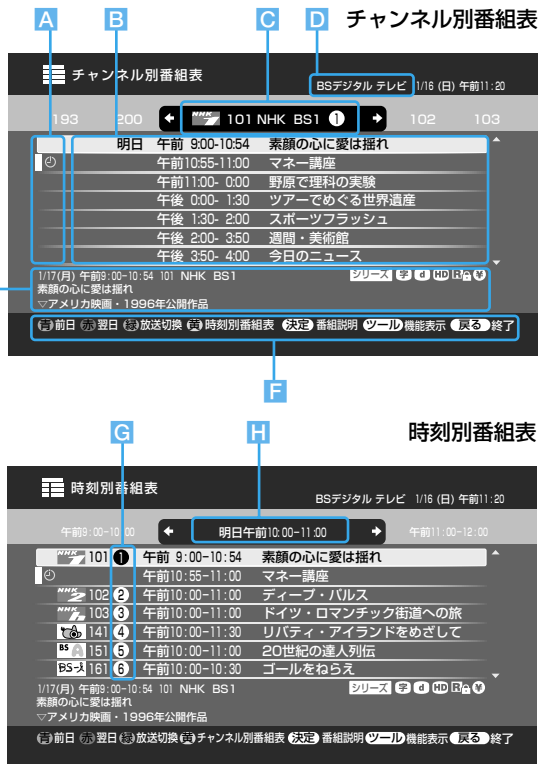 A B C D チャンネル別番組表
チャンネル別番組表 BSデジタル テレビ 1/16 (日) 午前11:20
193 200 NHK 7 101 NHK BS1 1 102 103
明日 午前 9:00-10:54 素顔の心に愛は揺れ
午前10:55-11:00 マネー講座
午前11:00- 0:00 野原で理科の実験
午後 0:00- 1:30 ツアーでめぐる世界遺産
午後 1:30- 2:00 スポーツフラッシュ
午後 2:00- 3:50 週間・美術館
午後 3:50- 4:00 今日のニュース
1/17(月) 午前9:00-10:54 101 NHK BS1 シリーズ 字 d HD R ¥
素顔の心に愛は揺れ
▽アメリカ映画・1996年公開作品
青 前日 赤 翌日 緑 放送切換 黄 時刻別番組表 決定 番組説明 ツール 機能表示 戻る 終了
F
G H 時刻別番組表
時刻別番組表 BSデジタル テレビ 1/16 (日) 午前11:20
午前9:00-10:00 明日午前10:00-11:00 午前11:00-12:00
NHK 7 101 1 午前 9:00-10:54 素顔の心に愛は揺れ
午前10:55-11:00 マネー講座
NHK 2 102 2 午前10:00-11:00 ディープ・パルス
NHK 103 3 午前10:00-11:00 ドイツ・ロマンチック街道への旅
141 4 午前10:00-11:30 リバティ・アイランドをめざして
BS A 151 5 午前10:00-11:00 20世紀の達人列伝
BS-i 161 6 午前10:00-10:30 ゴールをねらえ
1/17(月) 午前9:00-10:54 101 NHK BS1 シリーズ 字 d HD R ¥
素顔の心に愛は揺れ
▽アメリカ映画・1996年公開作品
青 前日 赤 翌日 緑 放送切換 黄 チャンネル別番組表 決定 番組説明 ツール 機能表示 戻る 終了